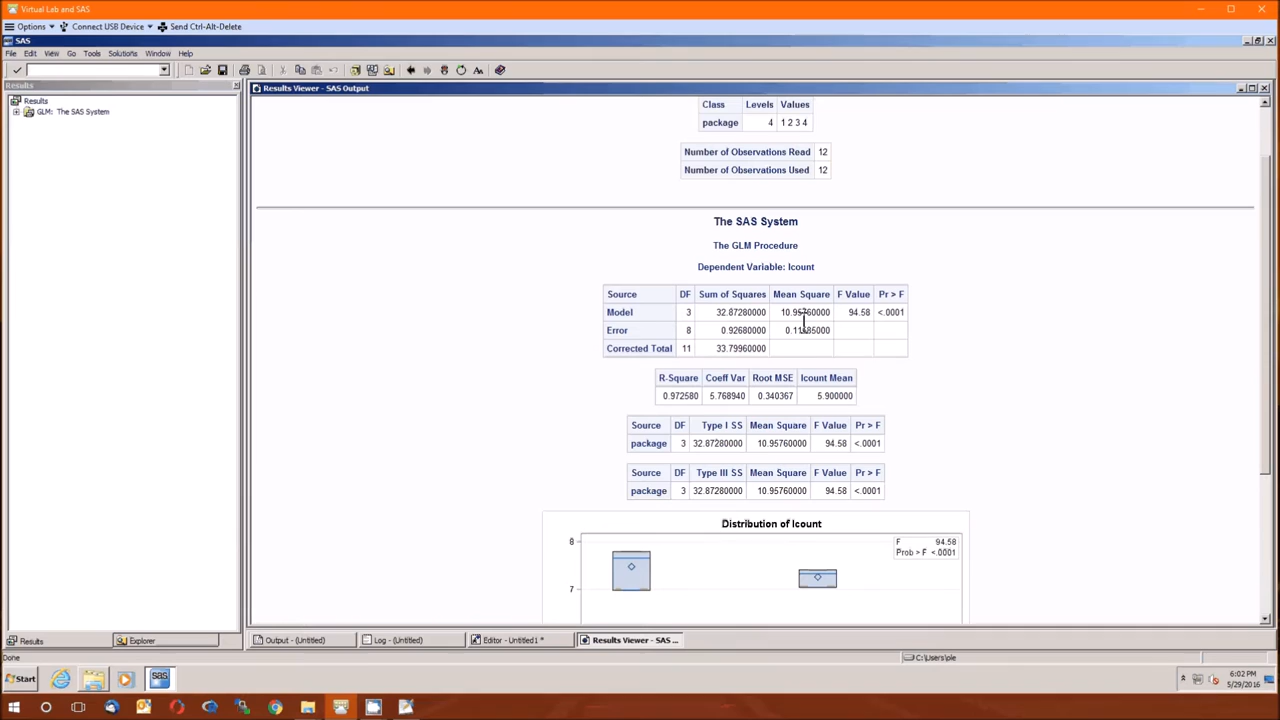 Virtual Lab and SAS
Options Connect USB Device Send Ctrl-Alt-Delete
SAS
File Edit View Go Tools Solutions Window Help
Results
Results Viewer - SAS Output
Results
GLM: The SAS System
Class Levels Values
package 4 1 2 3 4
Number of Observations Read 12
Number of Observations Used 12
The SAS System
The GLM Procedure
Dependent Variable: lcount
Source DF Sum of Squares Mean Square F Value Pr > F
Model 3 32.87280000 10.95760000 94.58 <.0001
Error 8 0.92680000 0.11585000
Corrected Total 11 33.79960000
R-Square Coeff Var Root MSE lcount Mean
0.972580 5.768940 0.340367 5.900000
Source DF Type I SS Mean Square F Value Pr > F
package 3 32.87280000 10.95760000 94.58 <.0001
Source DF Type III SS Mean Square F Value Pr > F
package 3 32.87280000 10.95760000 94.58 <.0001
Distribution of lcount
8
F 94.58
Prob > F <.0001
7
Results Explorer Output - (Untitled) Log - (Untitled) Editor - Untitled1 * Results Viewer - SAS ...
Done C:\Users\ple
Start SAS 6:02 PM
5/29/2016